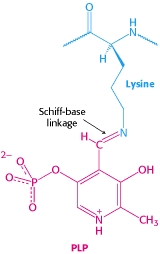 O
H
N
H
Lysine
Schiff-base
linkage
H
C
N
2–
O
O
P
O
O
OH
+
N
H
CH3
PLP